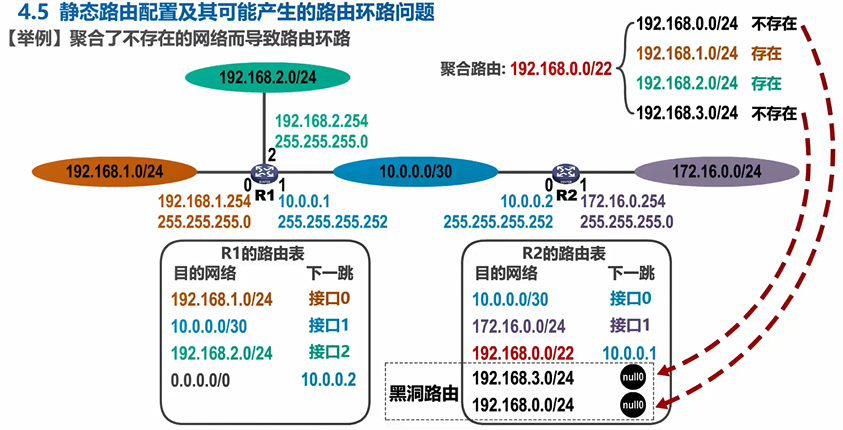 4.5 静态路由配置及其可能产生的路由环路问题
【举例】聚合了不存在的网络而导致路由环路
192.168.0.0/24 不存在
192.168.1.0/24 存在
聚合路由: 192.168.0.0/22
192.168.2.0/24 存在
192.168.3.0/24 不存在
192.168.2.0/24
192.168.2.254
255.255.255.0
2
192.168.1.0/24
0
R1
1
10.0.0.0/30
0
R2
1
172.16.0.0/24
192.168.1.254
255.255.255.0
10.0.0.1
255.255.255.252
10.0.0.2
255.255.255.252
172.16.0.254
255.255.255.0
R1的路由表
目的网络 下一跳
192.168.1.0/24 接口0
10.0.0.0/30 接口1
192.168.2.0/24 接口2
0.0.0.0/0 10.0.0.2
R2的路由表
目的网络 下一跳
10.0.0.0/30 接口0
172.16.0.0/24 接口1
192.168.0.0/22 10.0.0.1
黑洞路由
192.168.3.0/24 null0
192.168.0.0/24 null0